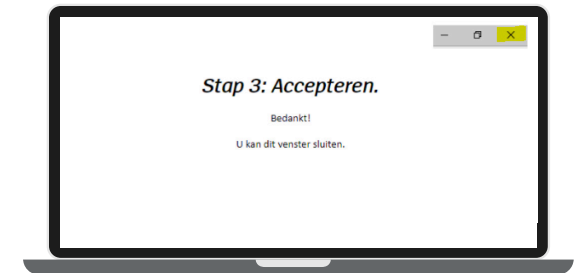 Stap 3: Accepteren.
Bedankt!
U kan dit venster sluiten.